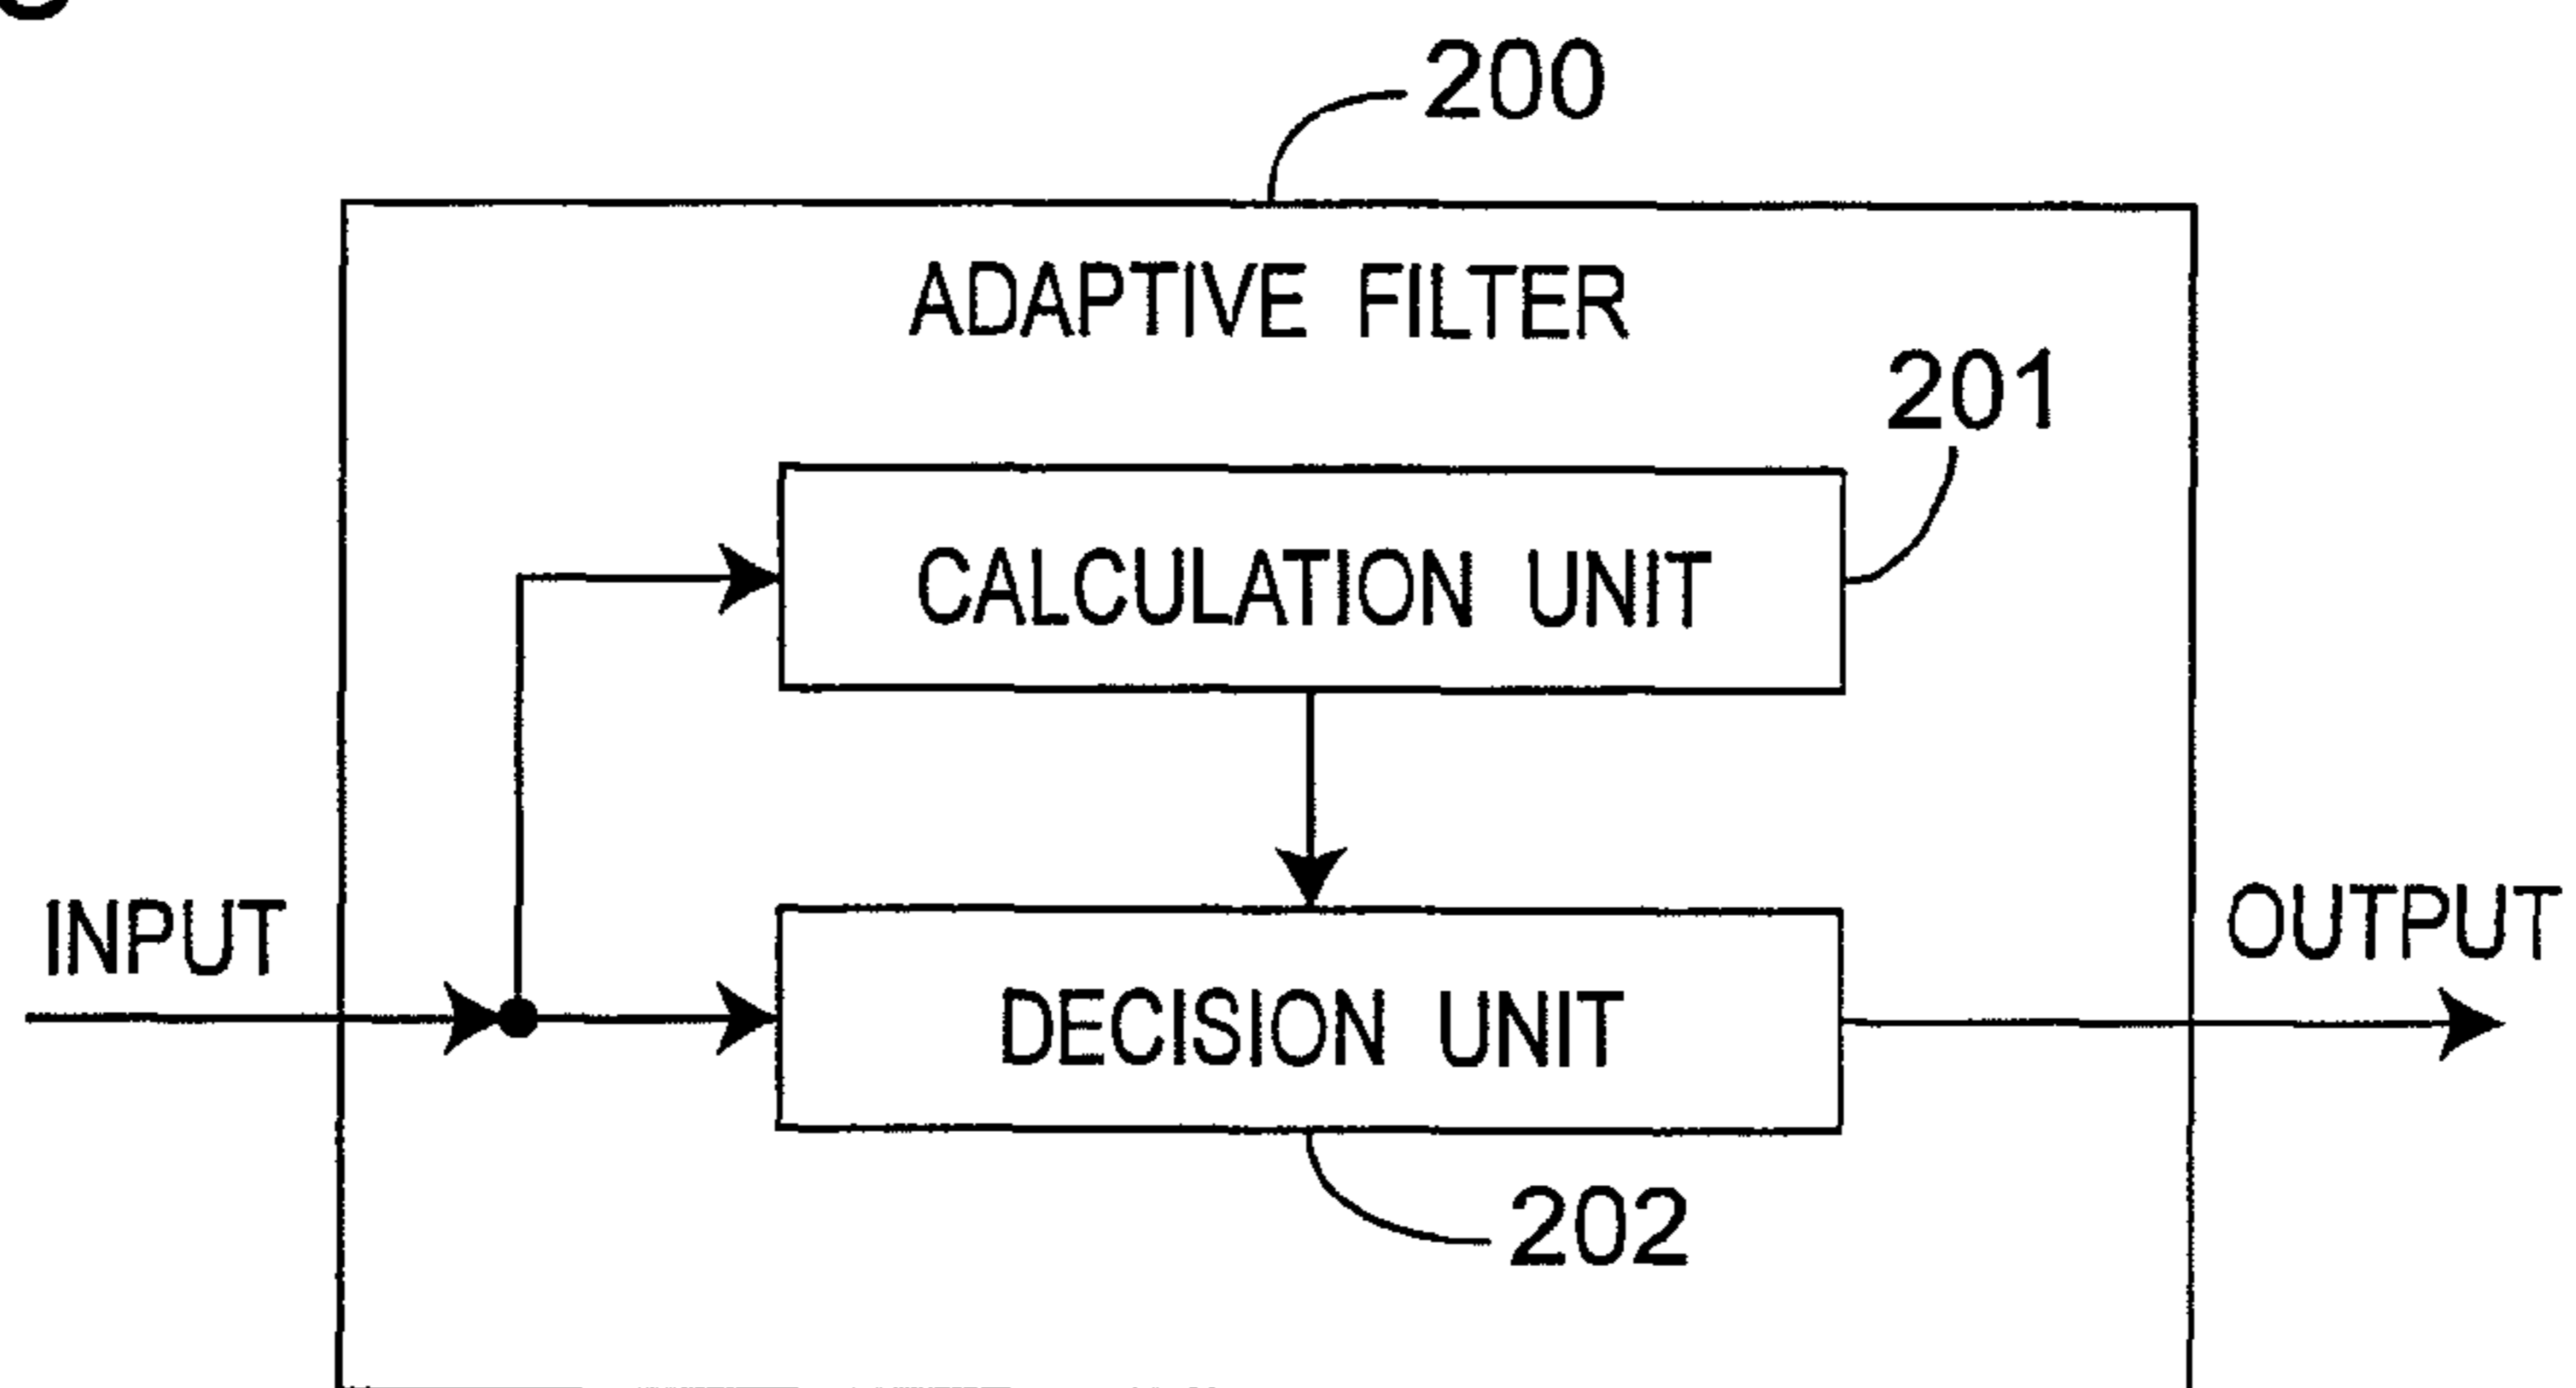 200
ADAPTIVE FILTER
201
CALCULATION UNIT
INPUT
OUTPUT
DECISION UNIT
202